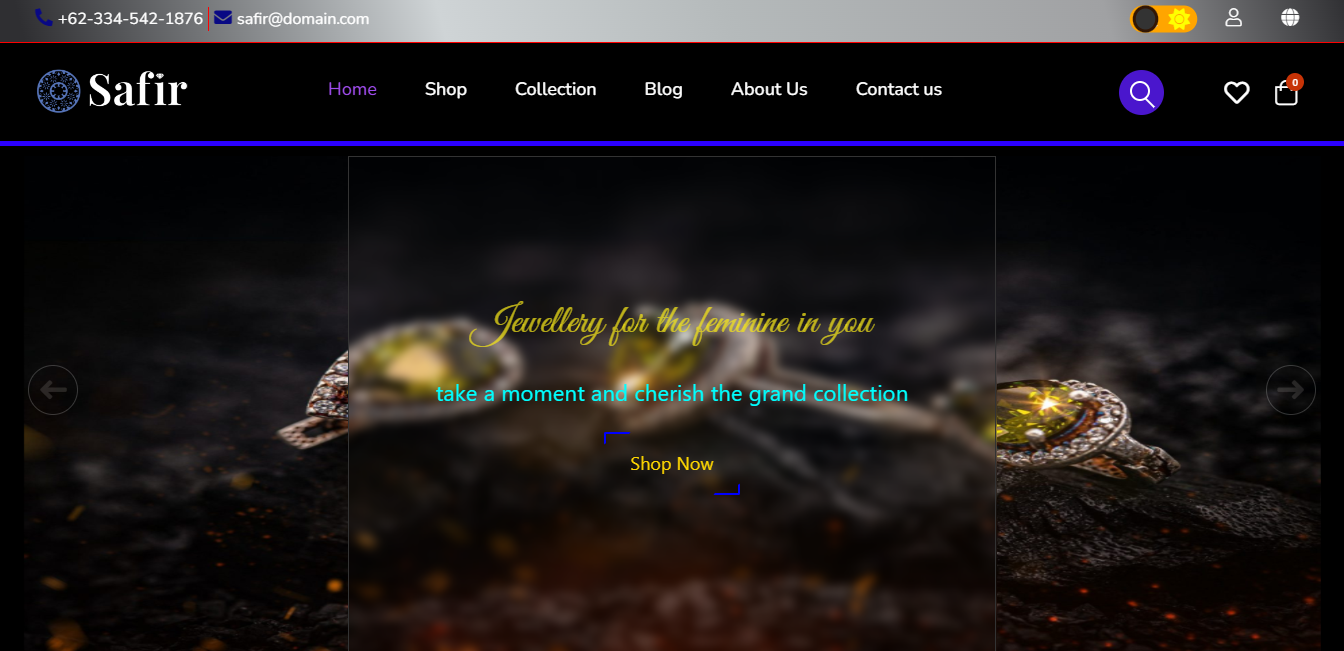 +62-334-542-1876 safir@domain.com
Safir Home Shop Collection Blog About Us Contact us 0
Jewellery for the feminine in you
take a moment and cherish the grand collection
Shop Now